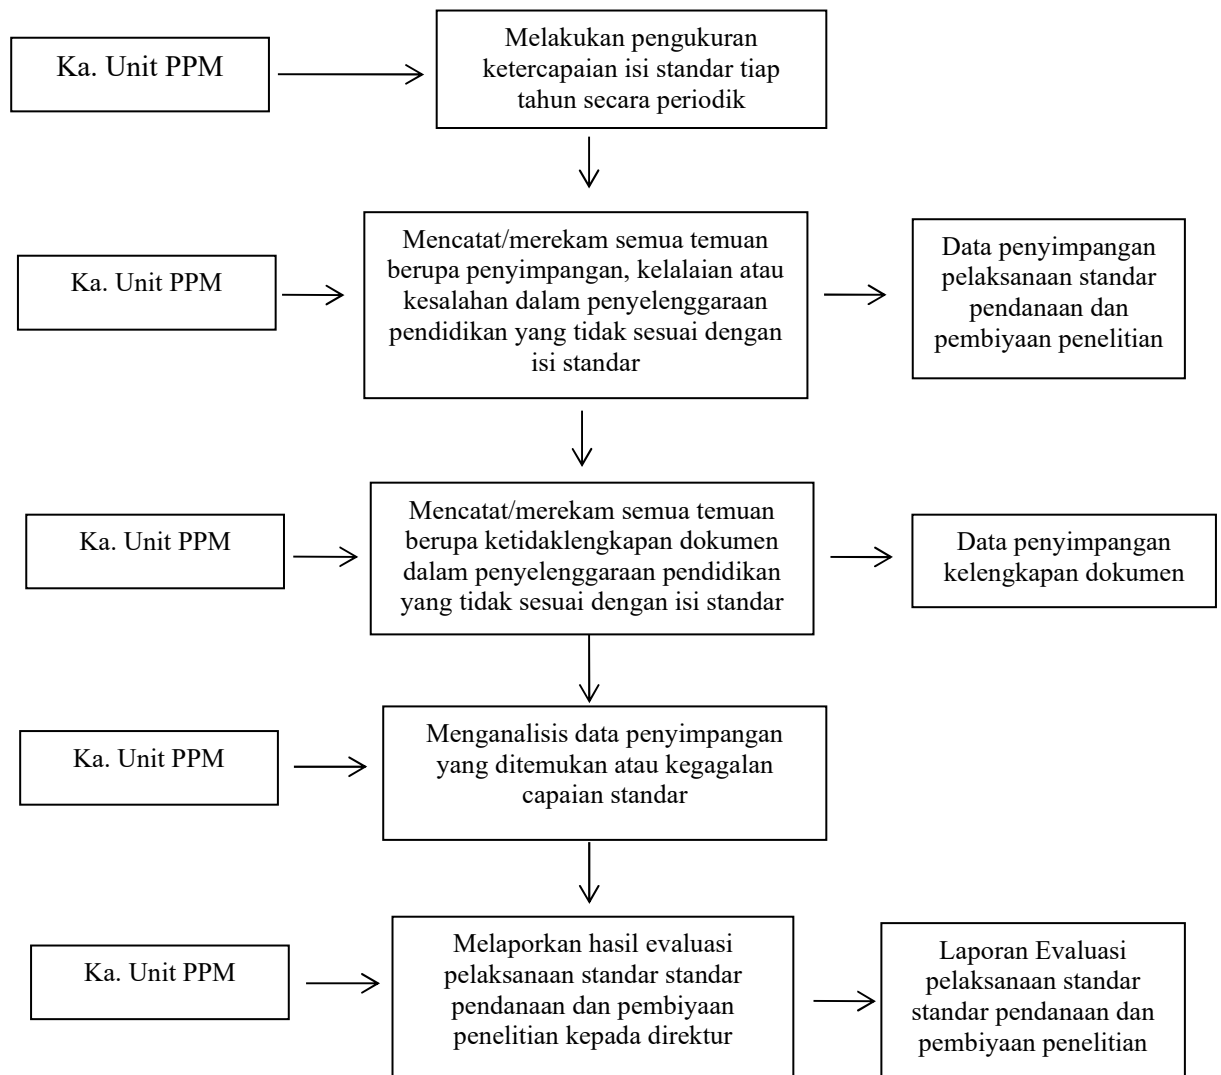 Ka. Unit PPM
Melakukan pengukuran
ketercapaian isi standar tiap
tahun secara periodik
Ka. Unit PPM
Mencatat/merekam semua temuan
berupa penyimpangan, kelalaian atau
kesalahan dalam penyelenggaraan
pendidikan yang tidak sesuai dengan
isi standar
Data penyimpangan
pelaksanaan standar
pendanaan dan
pembiyaan penelitian
Ka. Unit PPM
Mencatat/merekam semua temuan
berupa ketidaklengkapan dokumen
dalam penyelenggaraan pendidikan
yang tidak sesuai dengan isi standar
Data penyimpangan
kelengkapan dokumen
Ka. Unit PPM
Menganalisis data penyimpangan
yang ditemukan atau kegagalan
capaian standar
Ka. Unit PPM
Melaporkan hasil evaluasi
pelaksanaan standar standar
pendanaan dan pembiyaan
penelitian kepada direktur
Laporan Evaluasi
pelaksanaan standar
standar pendanaan dan
pembiyaan penelitian